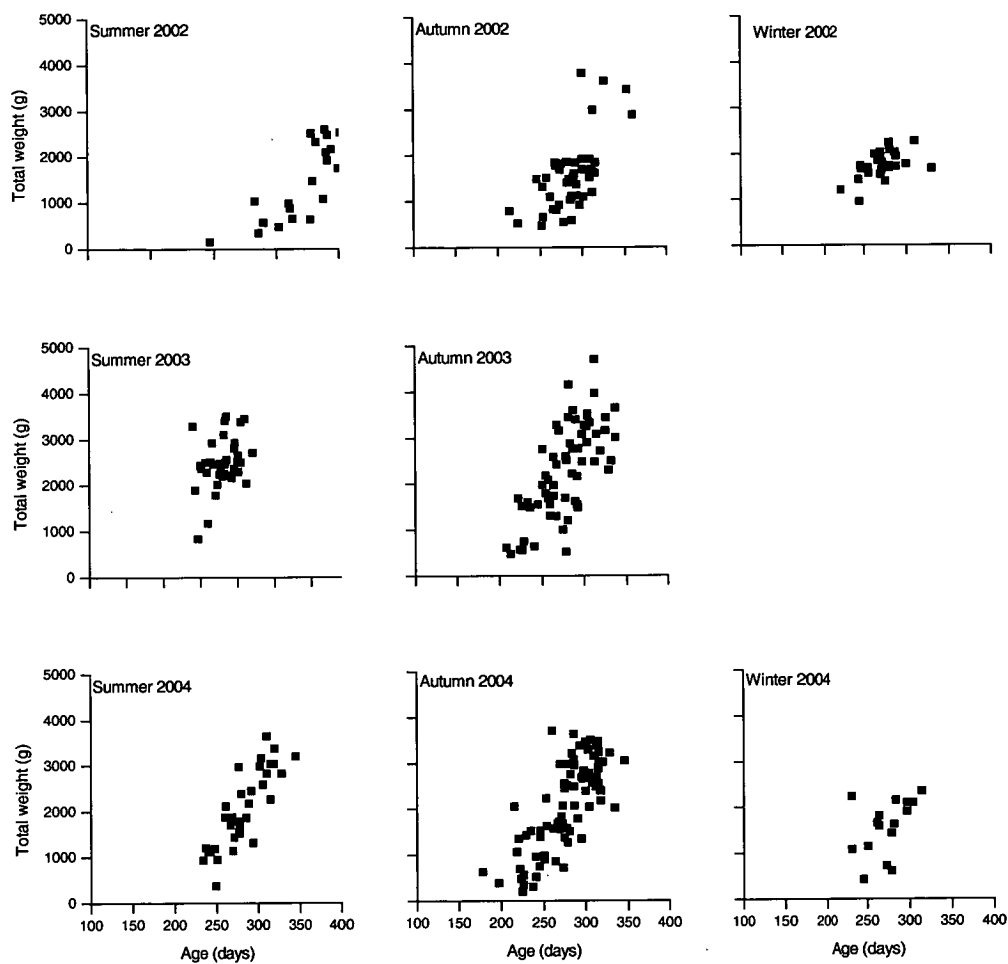 5000
4000
3000
2000
1000
0
Total weight (g)
Summer 2002
Autumn 2002
Winter 2002
5000
4000
3000
2000
1000
0
Total weight (g)
Summer 2003
Autumn 2003
5000
4000
3000
2000
1000
0
Total weight (g)
Summer 2004
Autumn 2004
Winter 2004
100 150 200 250 300 350 400
Age (days)
100 150 200 250 300 350 400
Age (days)
100 150 200 250 300 350 400
Age (days)